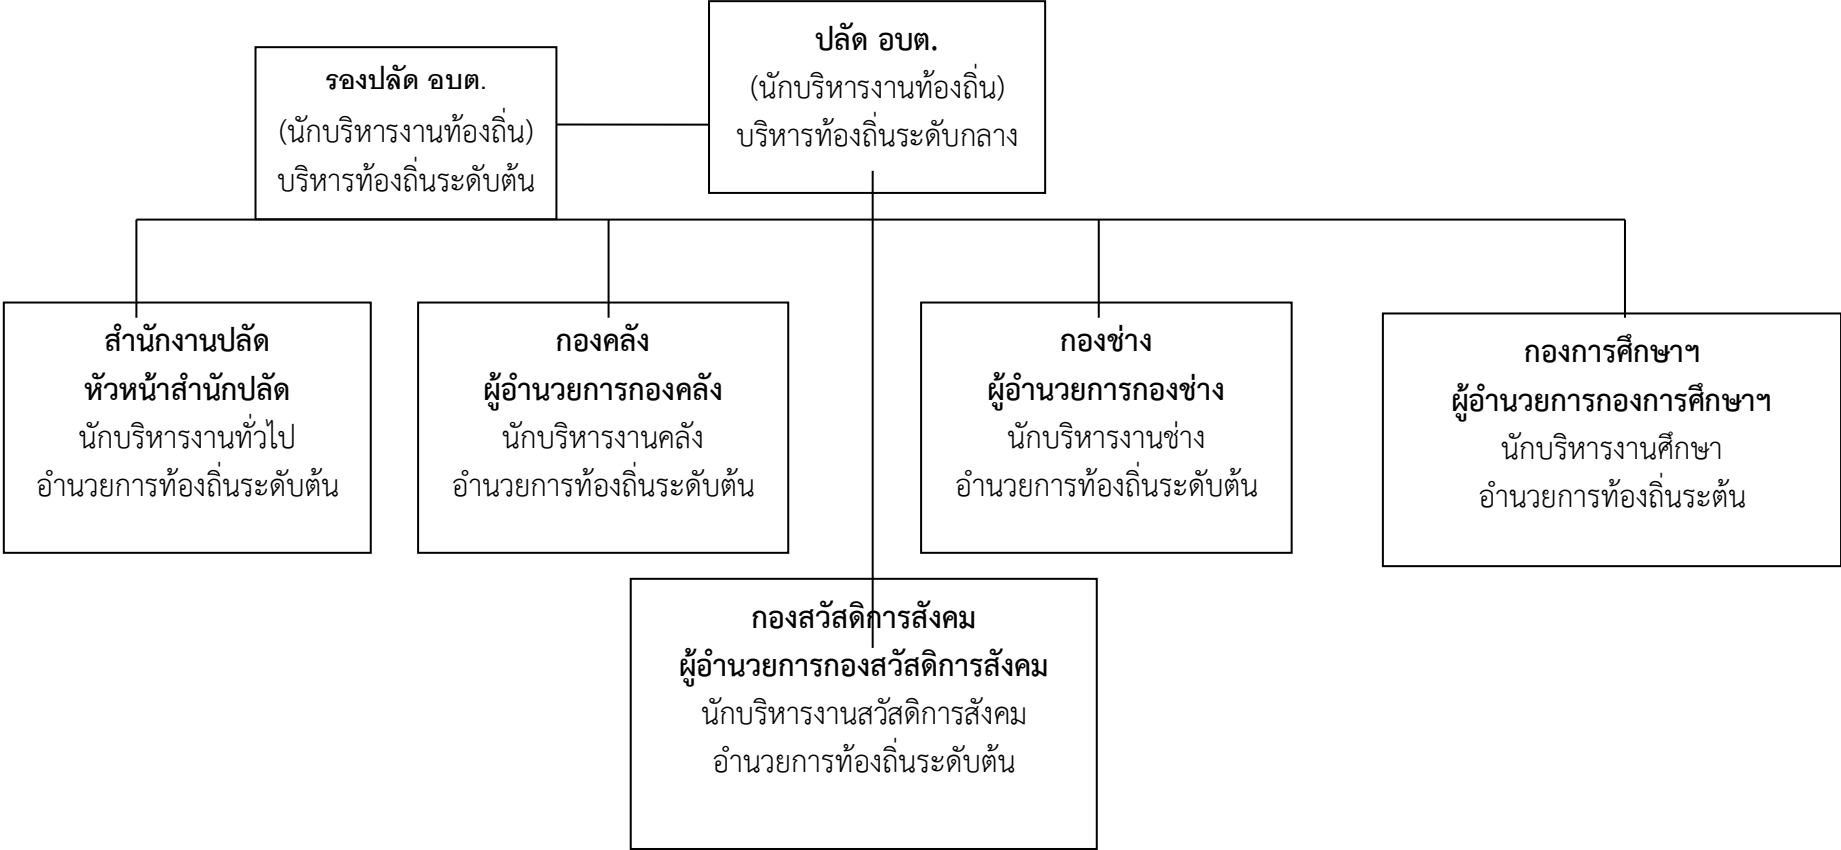 ปลัด อบต.
(นักบริหารงานท้องถิ่น)
บริหารท้องถิ่นระดับกลาง
รองปลัด อบต.
(นักบริหารงานท้องถิ่น)
บริหารท้องถิ่นระดับต้น
สำนักงานปลัด
หัวหน้าสำนักปลัด
นักบริหารงานทั่วไป
อำนวยการท้องถิ่นระดับต้น
กองคลัง
ผู้อำนวยการกองคลัง
นักบริหารงานคลัง
อำนวยการท้องถิ่นระดับต้น
กองช่าง
ผู้อำนวยการกองช่าง
นักบริหารงานช่าง
อำนวยการท้องถิ่นระดับต้น
กองการศึกษาฯ
ผู้อำนวยการกองการศึกษาฯ
นักบริหารงานศึกษา
อำนวยการท้องถิ่นระต้น
กองสวัสดิการสังคม
ผู้อำนวยการกองสวัสดิการสังคม
นักบริหารงานสวัสดิการสังคม
อำนวยการท้องถิ่นระดับต้น